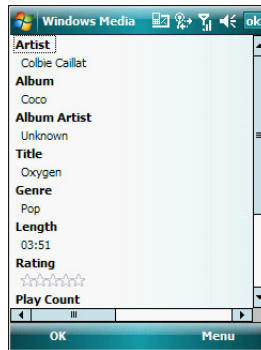 Windows Media ok
Artist
Colbie Caillat
Album
Coco
Album Artist
Unknown
Title
Oxygen
Genre
Pop
Length
03:51
Rating
Play Count
OK Menu